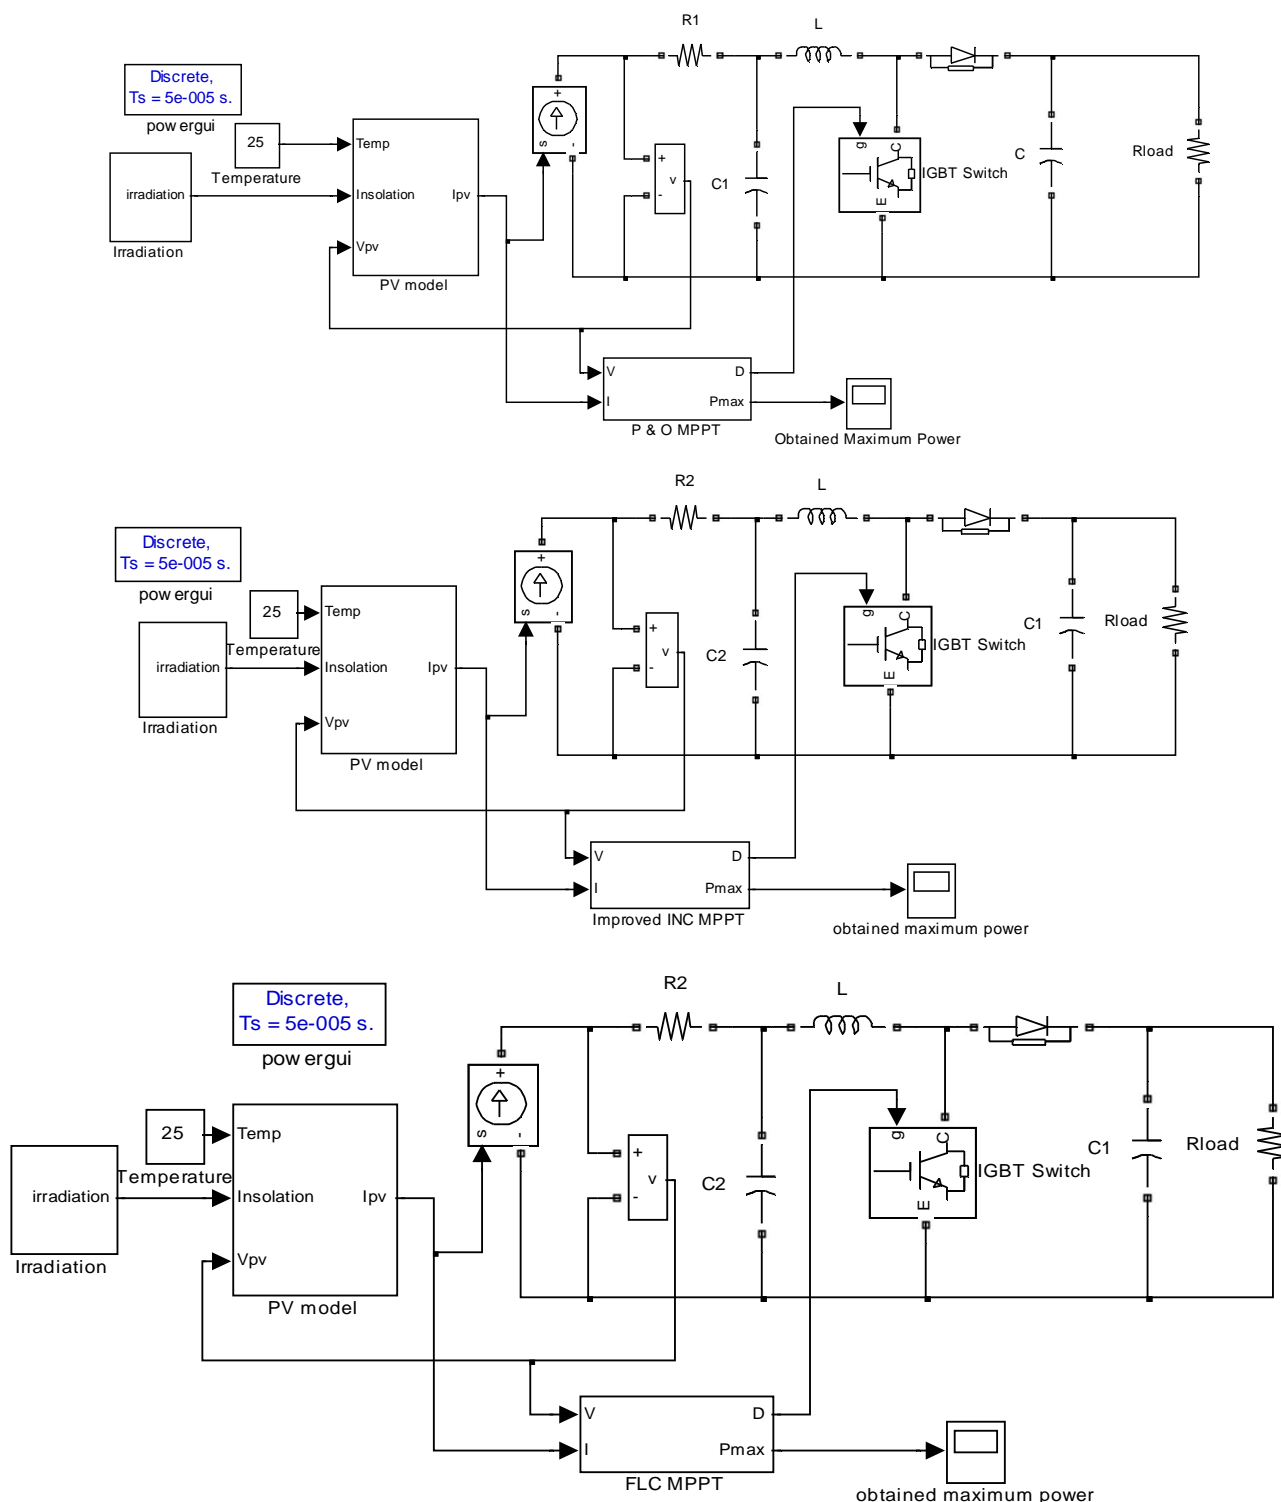 R1
L
Discrete,
Ts = 5e-005 s.
pow ergui
25
Temperature
irradiation
Irradiation
Temp
Insolation
Vpv
Ipv
PV model
s
+
-
+
-
v
C1
g
C
E
IGBT Switch
C
Rload
V
I
D
Pmax
P & O MPPT
Obtained Maximum Power
R2
L
Discrete,
Ts = 5e-005 s.
pow ergui
25
Temperature
irradiation
Irradiation
Temp
Insolation
Vpv
Ipv
PV model
s
+
-
+
-
v
C2
g
C
E
IGBT Switch
C1
Rload
V
I
D
Pmax
Improved INC MPPT
obtained maximum power
R2
L
Discrete,
Ts = 5e-005 s.
pow ergui
25
Temperature
irradiation
Irradiation
Temp
Insolation
Vpv
Ipv
PV model
s
+
-
+
-
v
C2
g
C
E
IGBT Switch
C1
Rload
V
I
D
Pmax
FLC MPPT
obtained maximum power